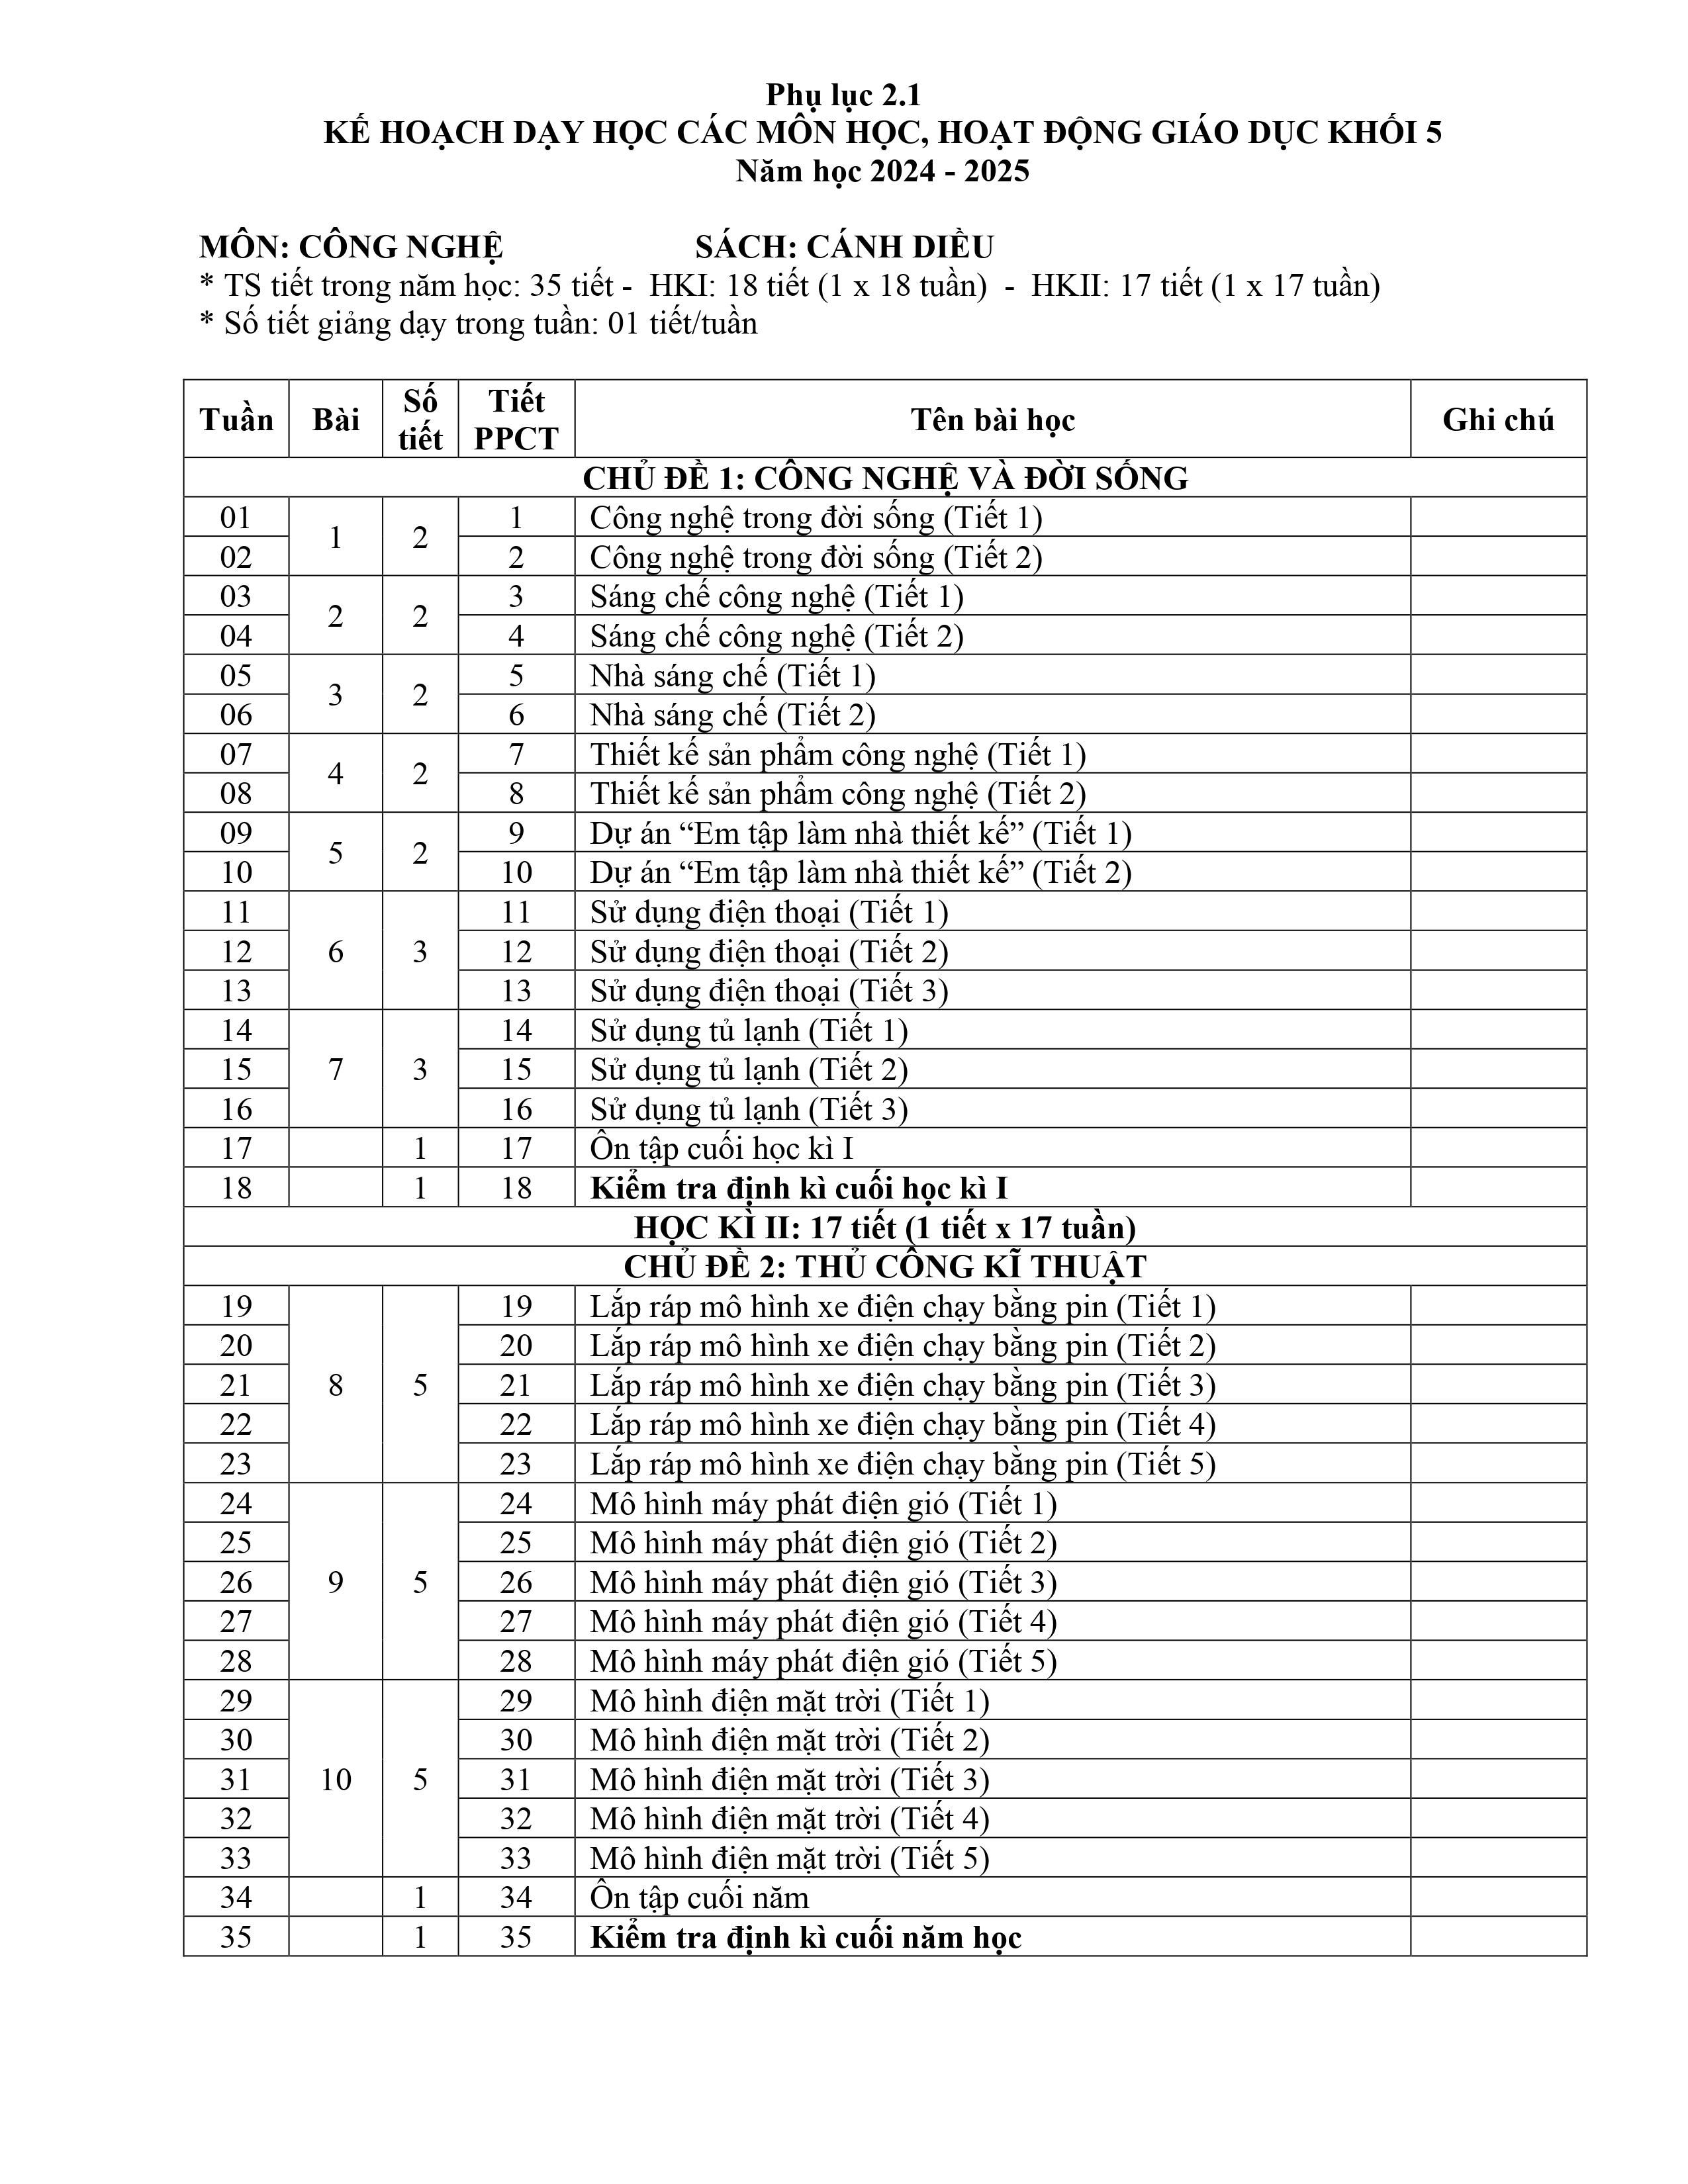 Phụ lục 2.1
KẾ HOẠCH DẠY HỌC CÁC MÔN HỌC, HOẠT ĐỘNG GIÁO DỤC KHỐI 5
Năm học 2024 - 2025
MÔN: CÔNG NGHỆ SÁCH: CÁNH DIỀU
* TS tiết trong năm học: 35 tiết - HKI: 18 tiết (1 x 18 tuần) - HKII: 17 tiết (1 x 17 tuần)
* Số tiết giảng dạy trong tuần: 01 tiết/tuần
Tuần Bài Số tiết Tiết PPCT Tên bài học Ghi chú
CHỦ ĐỀ 1: CÔNG NGHỆ VÀ ĐỜI SỐNG
01 1 2 1 Công nghệ trong đời sống (Tiết 1)
02 2 Công nghệ trong đời sống (Tiết 2)
03 2 2 3 Sáng chế công nghệ (Tiết 1)
04 4 Sáng chế công nghệ (Tiết 2)
05 3 2 5 Nhà sáng chế (Tiết 1)
06 6 Nhà sáng chế (Tiết 2)
07 4 2 7 Thiết kế sản phẩm công nghệ (Tiết 1)
08 8 Thiết kế sản phẩm công nghệ (Tiết 2)
09 5 2 9 Dự án “Em tập làm nhà thiết kế” (Tiết 1)
10 10 Dự án “Em tập làm nhà thiết kế” (Tiết 2)
11 6 3 11 Sử dụng điện thoại (Tiết 1)
12 12 Sử dụng điện thoại (Tiết 2)
13 13 Sử dụng điện thoại (Tiết 3)
14 7 3 14 Sử dụng tủ lạnh (Tiết 1)
15 15 Sử dụng tủ lạnh (Tiết 2)
16 16 Sử dụng tủ lạnh (Tiết 3)
17 1 17 Ôn tập cuối học kì I
18 1 18 Kiểm tra định kì cuối học kì I
HỌC KÌ II: 17 tiết (1 tiết x 17 tuần)
CHỦ ĐỀ 2: THỦ CÔNG KĨ THUẬT
19 8 5 19 Lắp ráp mô hình xe điện chạy bằng pin (Tiết 1)
20 20 Lắp ráp mô hình xe điện chạy bằng pin (Tiết 2)
21 21 Lắp ráp mô hình xe điện chạy bằng pin (Tiết 3)
22 22 Lắp ráp mô hình xe điện chạy bằng pin (Tiết 4)
23 23 Lắp ráp mô hình xe điện chạy bằng pin (Tiết 5)
24 9 5 24 Mô hình máy phát điện gió (Tiết 1)
25 25 Mô hình máy phát điện gió (Tiết 2)
26 26 Mô hình máy phát điện gió (Tiết 3)
27 27 Mô hình máy phát điện gió (Tiết 4)
28 28 Mô hình máy phát điện gió (Tiết 5)
29 10 5 29 Mô hình điện mặt trời (Tiết 1)
30 30 Mô hình điện mặt trời (Tiết 2)
31 31 Mô hình điện mặt trời (Tiết 3)
32 32 Mô hình điện mặt trời (Tiết 4)
33 33 Mô hình điện mặt trời (Tiết 5)
34 1 34 Ôn tập cuối năm
35 1 35 Kiểm tra định kì cuối năm học